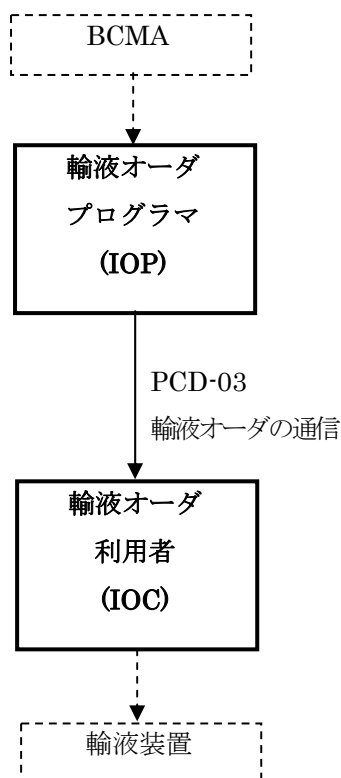 BCMA
輸液オーダ
プログラマ
(IOP)
PCD-03
輸液オーダの通信
輸液オーダ
利用者
(IOC)
輸液装置